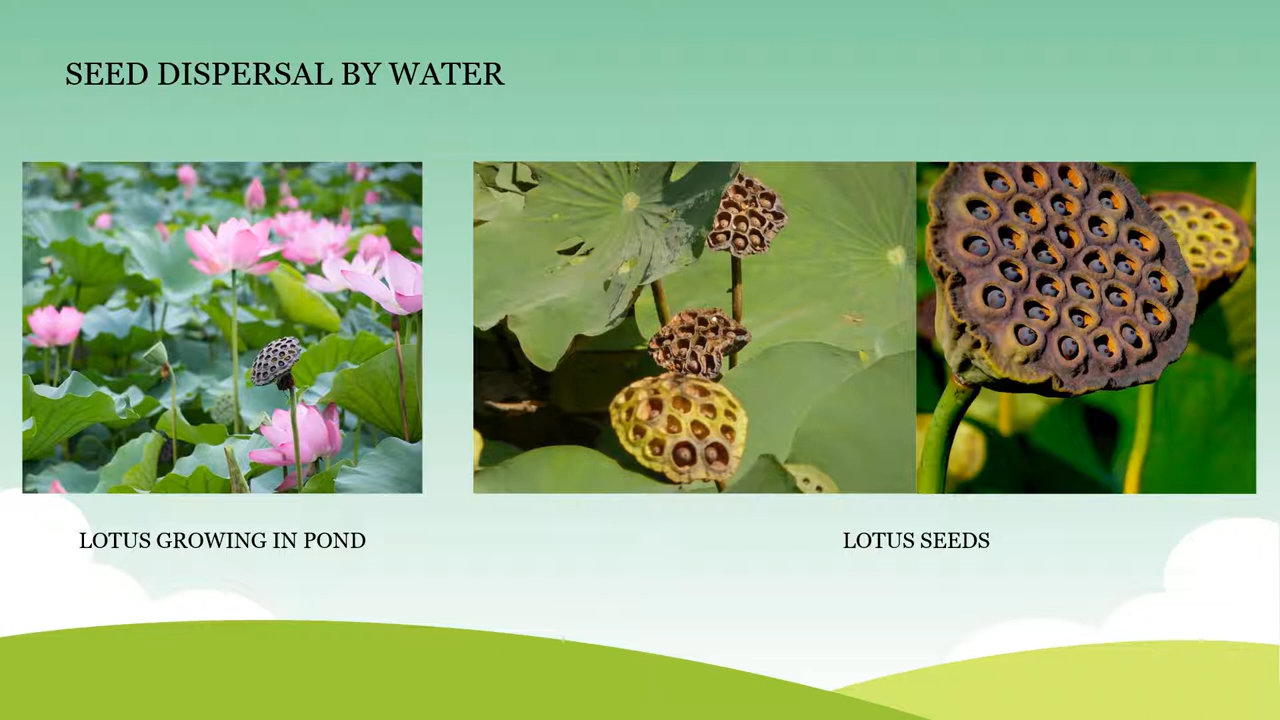 SEED DISPERSAL BY WATER
LOTUS GROWING IN POND
LOTUS SEEDS